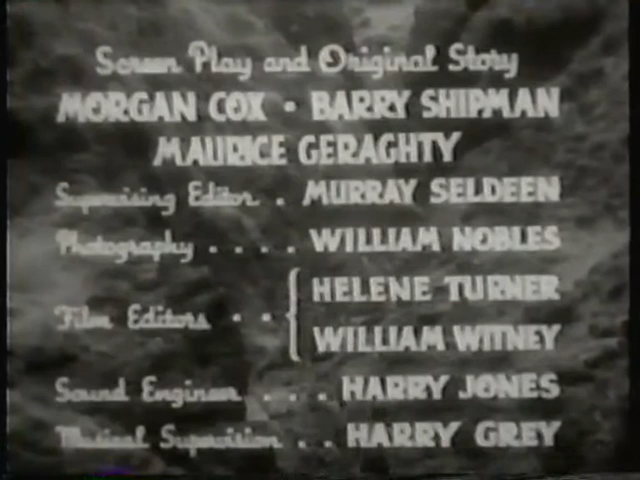 Screen Play and Original Story
MORGAN COX • BARRY SHIPMAN
MAURICE GERAGHTY
Supervising Editor . MURRAY SELDEEN
Photography . . . . WILLIAM NOBLES
Film Editors . . { HELENE TURNER
WILLIAM WITNEY
Sound Engineer . . . HARRY JONES
Musical Supervision . . HARRY GREY